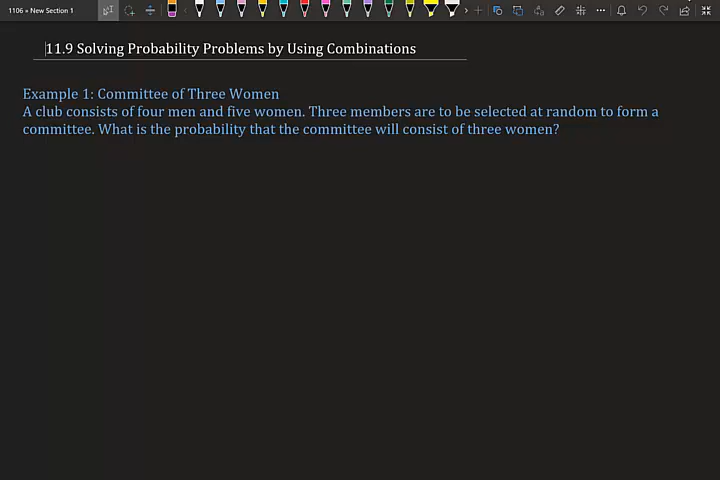 1106 » New Section 1
11.9 Solving Probability Problems by Using Combinations
Example 1: Committee of Three Women
A club consists of four men and five women. Three members are to be selected at random to form a
committee. What is the probability that the committee will consist of three women?